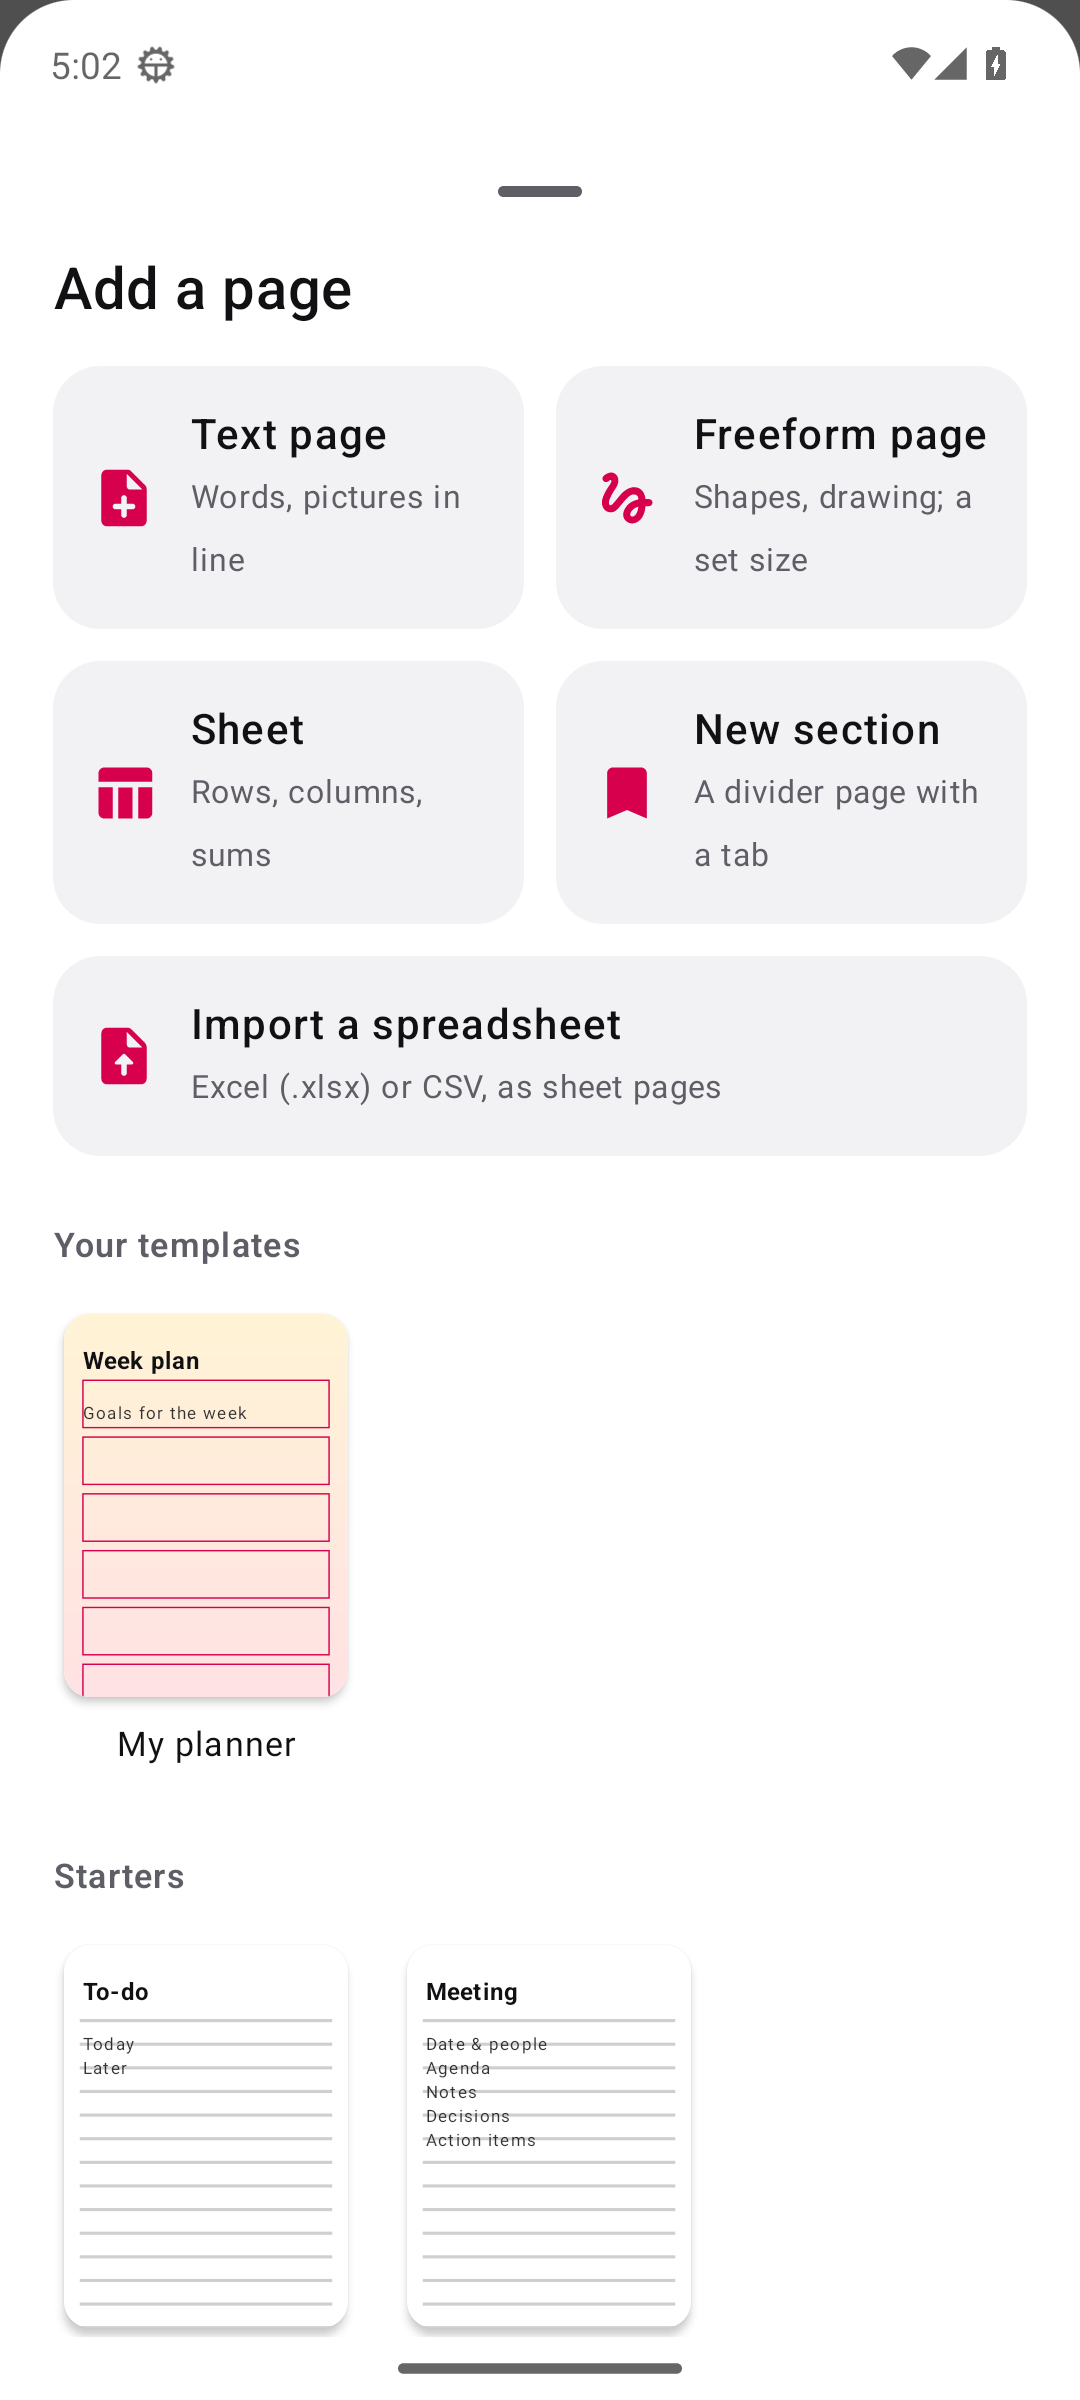 5:02
Add a page
Text page
Words, pictures in
line
Freeform page
Shapes, drawing; a
set size
Sheet
Rows, columns,
sums
New section
A divider page with
a tab
Import a spreadsheet
Excel (.xlsx) or CSV, as sheet pages
Your templates
Week plan
Goals for the week
My planner
Starters
To-do
Today
Later
Meeting
Date & people
Agenda
Notes
Decisions
Action items